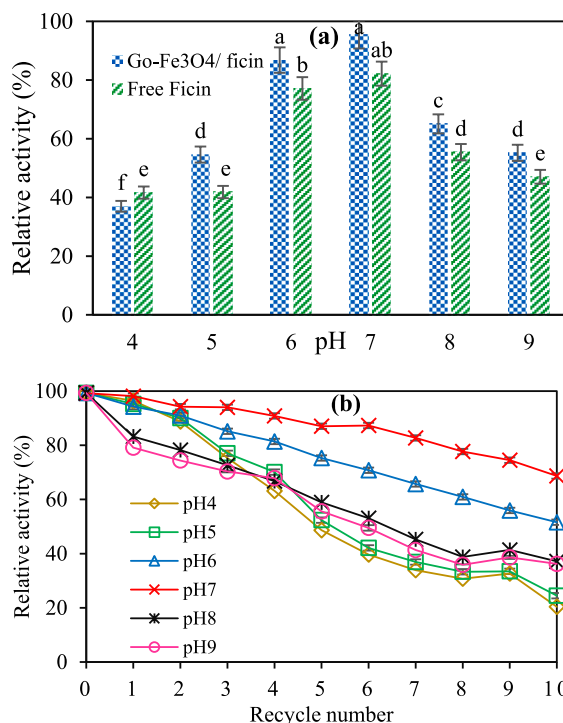 (a)
Relative activity (%)
100
80
60
40
20
0
Go-Fe3O4/ ficin
Free Ficin
f e d e a b a ab c d d e
4 5 6 pH 7 8 9
(b)
Relative activity (%)
100
80
60
40
20
0
pH4
pH5
pH6
pH7
pH8
pH9
0 1 2 3 4 5 6 7 8 9 10
Recycle number